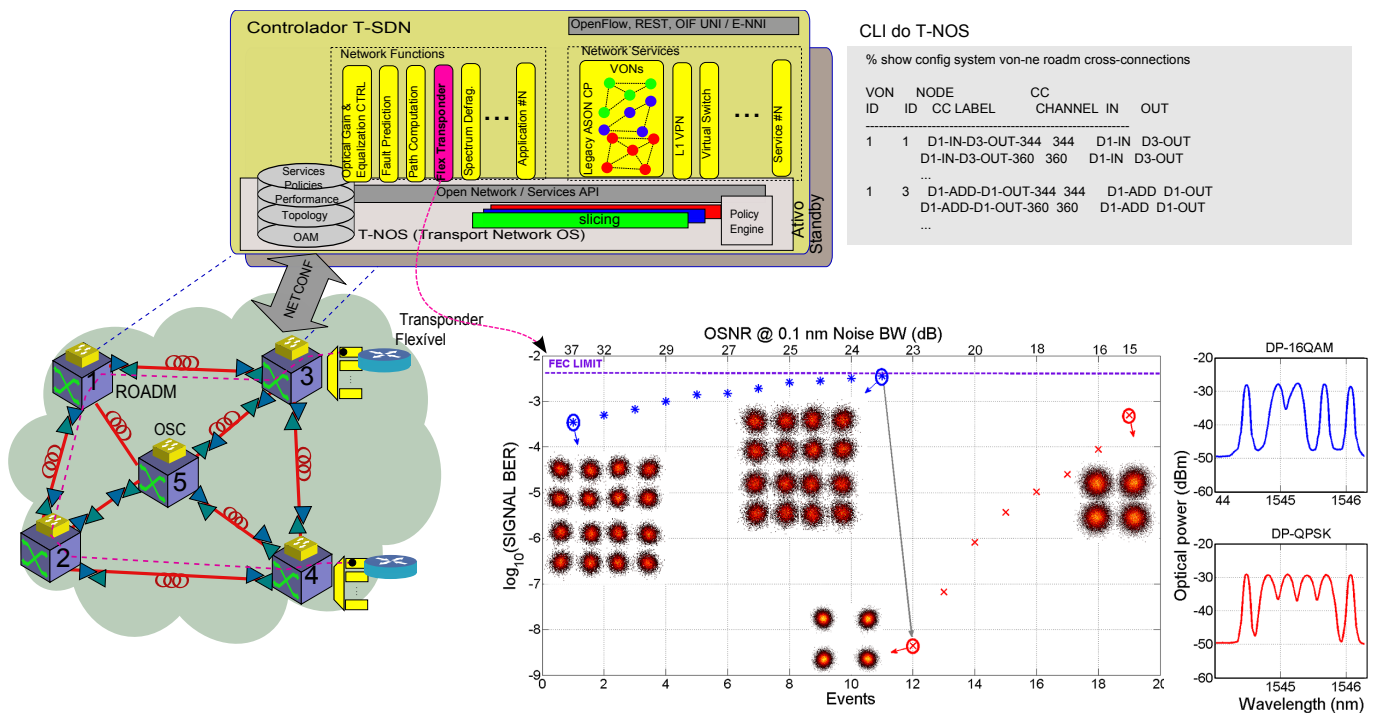 Controlador T-SDN
OpenFlow, REST, OIF UNI / E-NNI
Network Functions
Optical Gain &
Equalization CTRL
Fault Prediction
Path Computation
Flex Transponder
Spectrum Defrag.
...
Application #N
Network Services
Legacy ASON CP
VONs
L1 VPN
Virtual Switch
...
Service #N
Services
Policies
Performance
Topology
OAM
Open Network / Services API
slicing
Policy
Engine
T-NOS (Transport Network OS)
Ativo
Standby
CLI do T-NOS
% show config system von-ne roadm cross-connections
VON NODE CC
ID ID CC LABEL CHANNEL IN OUT
------------------------------------------------------------
1 1 D1-IN-D3-OUT-344 344 D1-IN D3-OUT
D1-IN-D3-OUT-360 360 D1-IN D3-OUT
...
1 3 D1-ADD-D1-OUT-344 344 D1-ADD D1-OUT
D1-ADD-D1-OUT-360 360 D1-ADD D1-OUT
...
NETCONF
Transponder
Flexível
1
ROADM
3
OSC
5
2
4
OSNR @ 0.1 nm Noise BW (dB)
37 32 29 27 25 24 23 20 18 16 15
FEC LIMIT
log10(SIGNAL BER)
-2
-3
-4
-5
-6
-7
-8
-9
0 2 4 6 8 10 12 14 16 18 20
Events
DP-16QAM
-20
-30
-40
-50
-60
44 1545 1546
DP-QPSK
-20
-30
-40
-50
-60
1545 1546
Optical power (dBm)
Wavelength (nm)